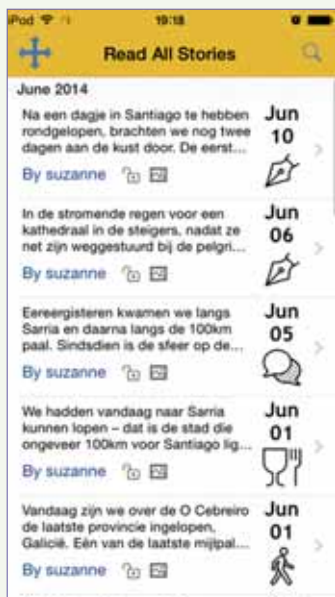 iPod 19:18
Read All Stories
June 2014
Na een dagje in Santiago te hebben
rondgelopen, brachten we nog twee
dagen aan de kust door. De eerst...
By suzanne
Jun
10
In de stromende regen voor een
kathedraal in de steigers, nadat ze
net zijn weggestuurd bij de pelgri...
By suzanne
Jun
06
Eereergisteren kwamen we langs
Sarria en daarna langs de 100km
paal. Sindsdien is de sfeer op de...
By suzanne
Jun
05
We hadden vandaag naar Sarria
kunnen lopen – dat is de stad die
ongeveer 100km voor Santiago lig...
By suzanne
Jun
01
Vandaag zijn we over de O Cebreiro
de laatste provincie ingelopen,
Galicië. Eén van de laatste mijlpal...
By suzanne
Jun
01